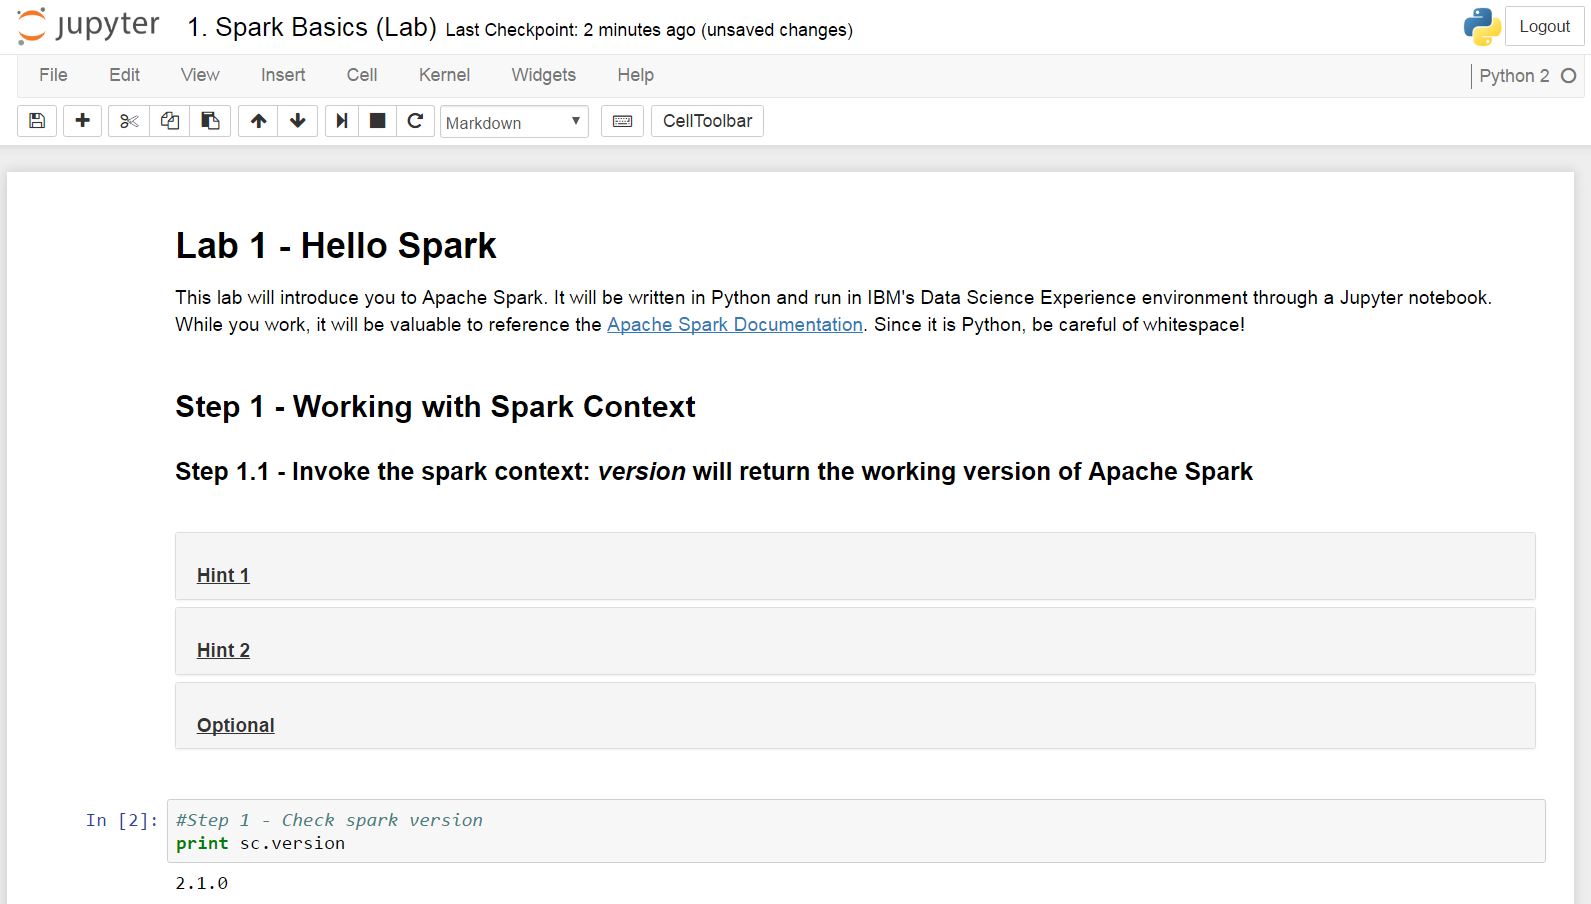 jupyter 1. Spark Basics (Lab) Last Checkpoint: 2 minutes ago (unsaved changes) Logout
File Edit View Insert Cell Kernel Widgets Help Python 2
Markdown CellToolbar
Lab 1 - Hello Spark
This lab will introduce you to Apache Spark. It will be written in Python and run in IBM's Data Science Experience environment through a Jupyter notebook.
While you work, it will be valuable to reference the Apache Spark Documentation. Since it is Python, be careful of whitespace!
Step 1 - Working with Spark Context
Step 1.1 - Invoke the spark context: version will return the working version of Apache Spark
Hint 1
Hint 2
Optional
In [2]: #Step 1 - Check spark version
print sc.version
2.1.0